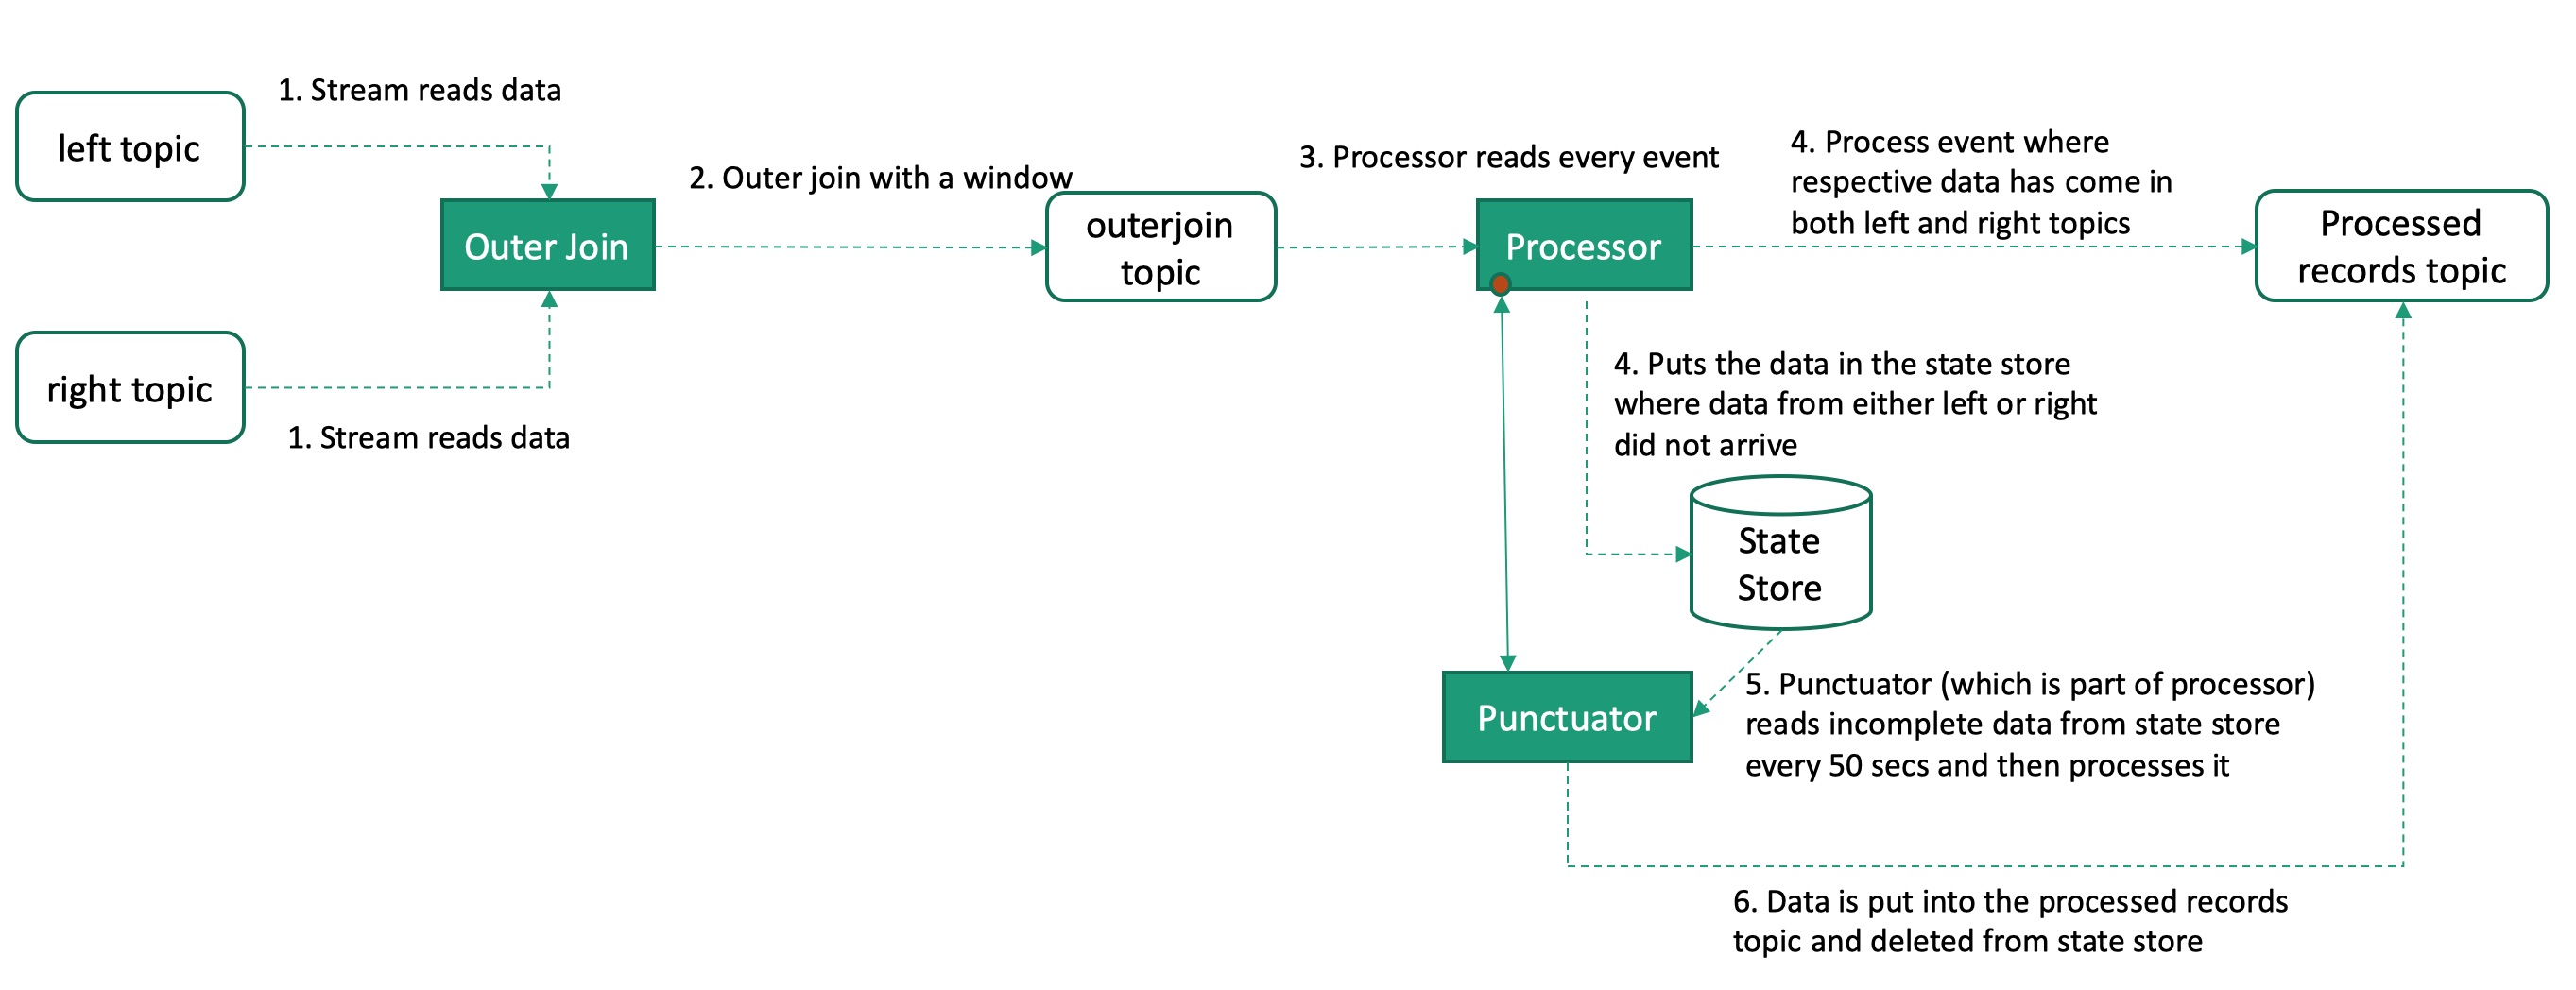 1. Stream reads data
left topic
Outer Join
right topic
1. Stream reads data
2. Outer join with a window
outerjoin
topic
3. Processor reads every event
Processor
4. Process event where
respective data has come in
both left and right topics
Processed
records topic
4. Puts the data in the state store
where data from either left or right
did not arrive
State
Store
Punctuator
5. Punctuator (which is part of processor)
reads incomplete data from state store
every 50 secs and then processes it
6. Data is put into the processed records
topic and deleted from state store